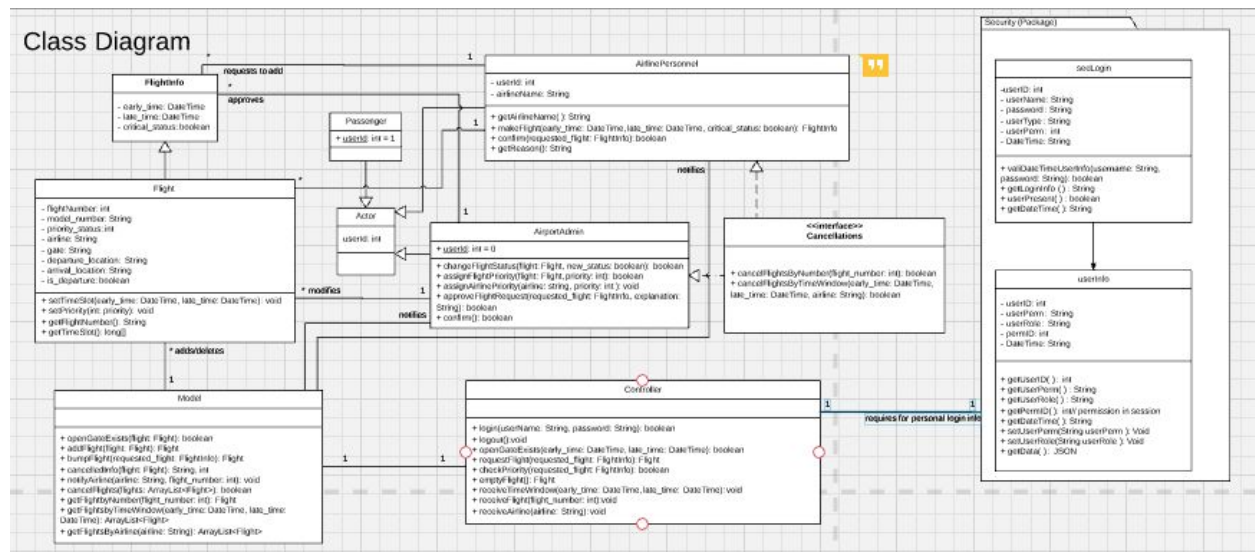 Class Diagram
Security (Package)
*
requests to add
1
*
approves
FlightInfo
- early_time: DateTime
- late_time: DateTime
- critical_status:boolean
AirlinePersonnel
- userId: int
- airlineName: String
+ getAirlineName( ): String
+ makeFlight(early_time: DateTime,late_time: DateTime, critical_status: boolean): FlightInfo
+ confirm(requested_flight: FlightInfo):boolean
+ getReason(): String
1
notifies
Passenger
+ userId: int = 1
Actor
userId: int
*
1
Flight
- flightNumber: int
- model_number: String
- priority_status:int
- airline: String
- gate: String
- departure_location: String
- arrival_location: String
- is_departure: boolean
+ setTimeSlot(early_time: DateTime, late_time: DateTime): void
+ setPriority(int: priority): void
+ getFlightNumber(): String
+ getTimeSlot(): long[]
AirportAdmin
+ userId: int = 0
+ changeFlightStatus(flight: Flight, new_status: boolean): boolean
+ assignFlightPriority(flight: Flight,priority: int): boolean
+ assignAirlinePriority(airline: string, priority: int ): void
+ approveFlightRequest(requested_flight: FlightInfo, explanation:
String): boolean
+ confirm(): boolean
* modifies
1
notifies
<<interface>>
Cancellations
+ cancelFlightsByNumber(flight_number: int): boolean
+ cancelFlightsByTimeWindow(early_time: DateTime,
late_time: DateTime, airline: String): boolean
* adds/deletes
1
Model
+ openGateExists(flight: Flight): boolean
+ addFlight(flight: Flight): Flight
+ bumpFlight(requested_flight: FlightInfo): Flight
+ cancelledInfo(flight: Flight): String, int
+ notifyAirline(airline: String, flight_number: int): void
+ cancelFlights(flights: ArrayList<Flight>): boolean
+ getFlightbyNumber(flight_number: int): Flight
+ getFlightsbyTimeWindow(early_time: DateTime, late_time:
DateTime): ArrayList<Flight>
+ getFlightsByAirline(airline: String): ArrayList<Flight>
1
1
Controller
+ login(userName: String, password: String): boolean
+ logout():void
+ openGateExists(early_time: DateTime, late_time: DateTime): boolean
+ requestFlight(requested_flight: FlightInfo): Flight
+ checkPriority(requested_flight: FlightInfo): boolean
+ emptyFlight(): Flight
+ receiveTimeWindow(early_time: DateTime, late_time: DateTime): void
+ receiveFlight(flight_number: int):void
+ receiveAirline(airline: String): void
1
1
requires for personal login info
secLogin
-userID: int
- userName: String
- password : String
- userType : String
- userPerm : int
- DateTime: String
+ valiDateTimeUserInfo(username: String,
password: String): boolean
+ getLoginInfo ( ) : String
+ userPresent( ) : boolean
+ getDateTime( ): String
userInfo
- userID: int
- userPerm : String
- userRole : String
- permID: int
- DateTime: String
+ getUserID( ) : int
+ getUserPerm( ) : String
+ getUserRole( ) : String
+ getPermID( ): int// permission in session
+ getDateTime( ): String
+ setUserPerm(String userPerm ): Void
+ setUserRole(String userRole ): Void
+ getData( ) : JSON